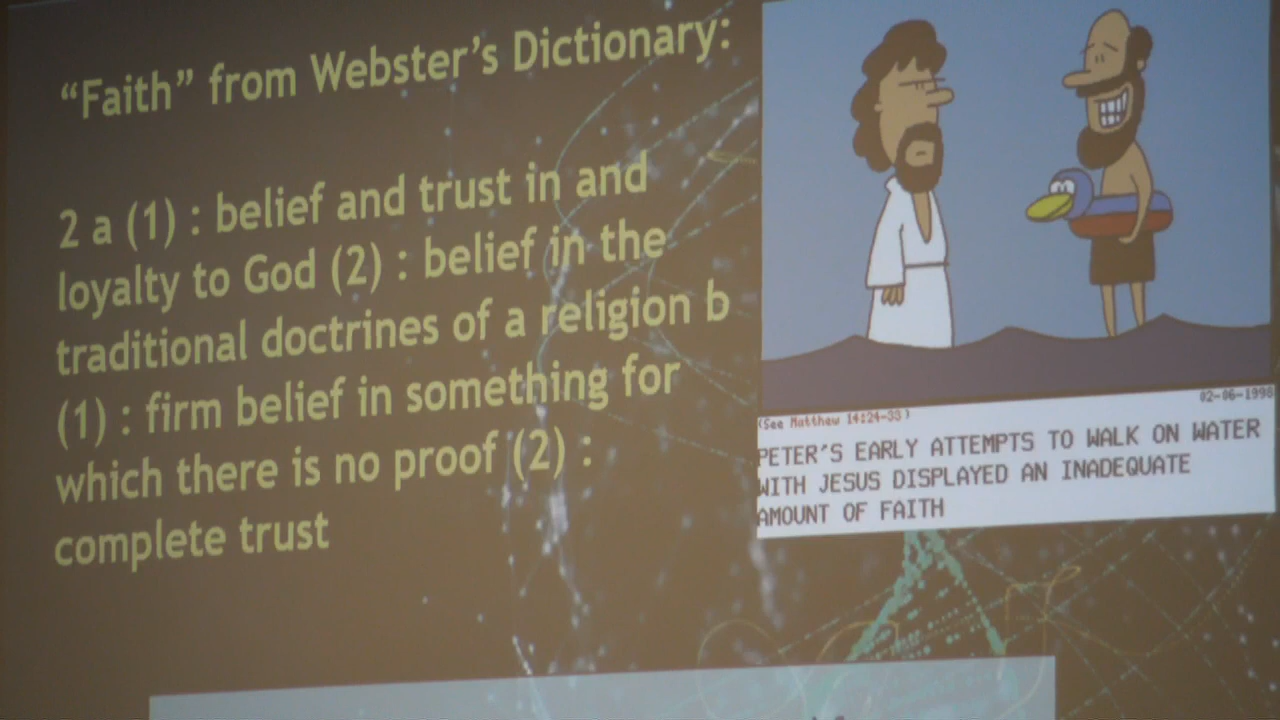 “Faith” from Webster’s Dictionary:
2 a (1) : belief and trust in and
loyalty to God (2) : belief in the
traditional doctrines of a religion b
(1) : firm belief in something for
which there is no proof (2) :
complete trust
02-06-1998
(See Matthew 14:24-33)
PETER'S EARLY ATTEMPTS TO WALK ON WATER
WITH JESUS DISPLAYED AN INADEQUATE
AMOUNT OF FAITH